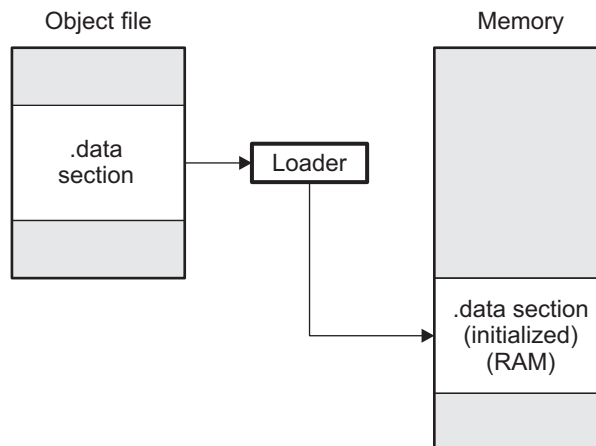 Object file
Memory
.data
section
Loader
.data section
(initialized)
(RAM)